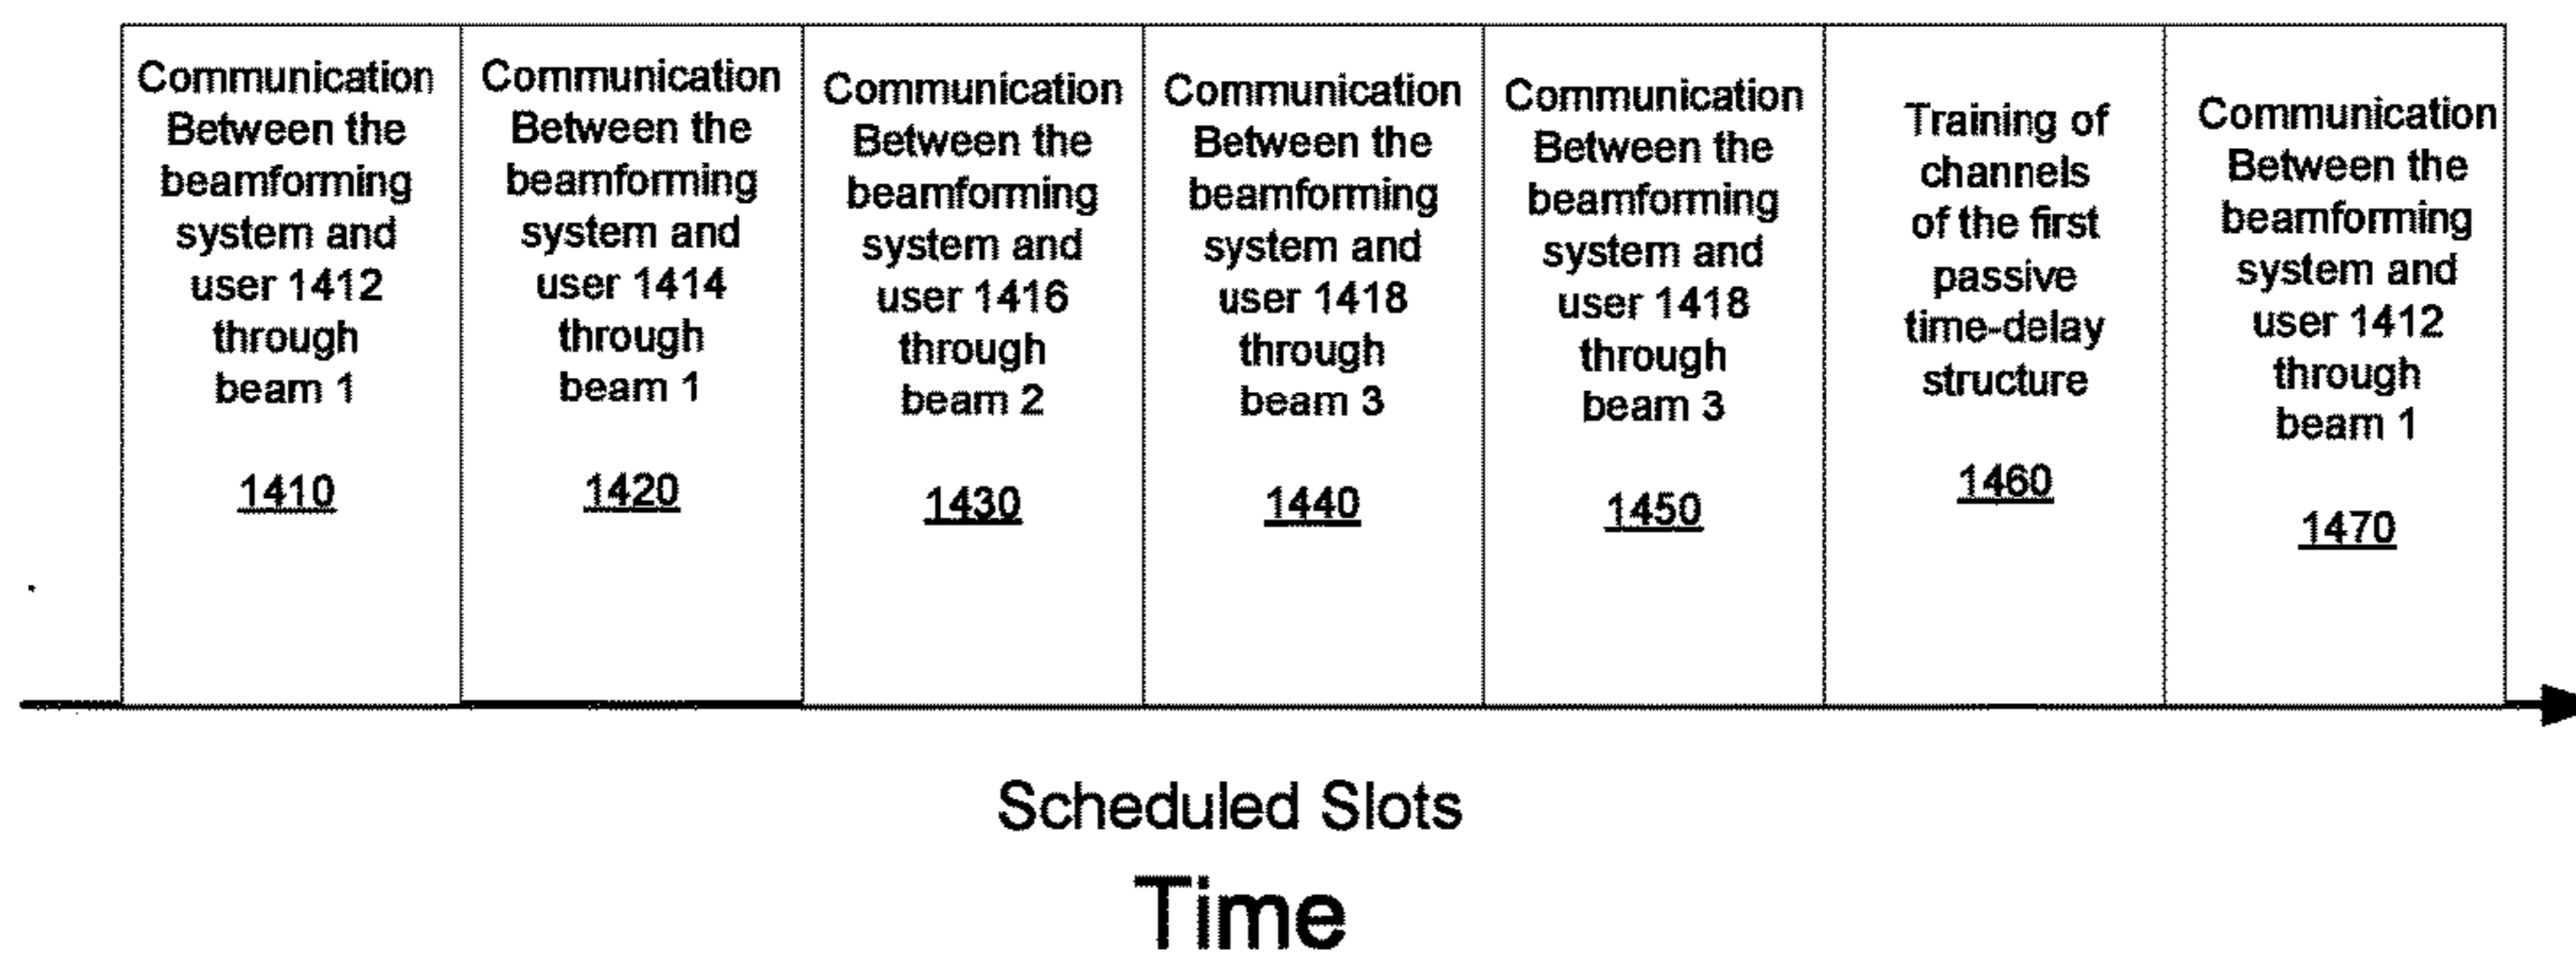 Communication
Between the
beamforming
system and
user 1412
through
beam 1
1410
Communication
Between the
beamforming
system and
user 1414
through
beam 1
1420
Communication
Between the
beamforming
system and
user 1416
through
beam 2
1430
Communication
Between the
beamforming
system and
user 1418
through
beam 3
1440
Communication
Between the
beamforming
system and
user 1418
through
beam 3
1450
Training of
channels
of the first
passive
time-delay
structure
1460
Communication
Between the
beamforming
system and
user 1412
through
beam 1
1470
Scheduled Slots
Time